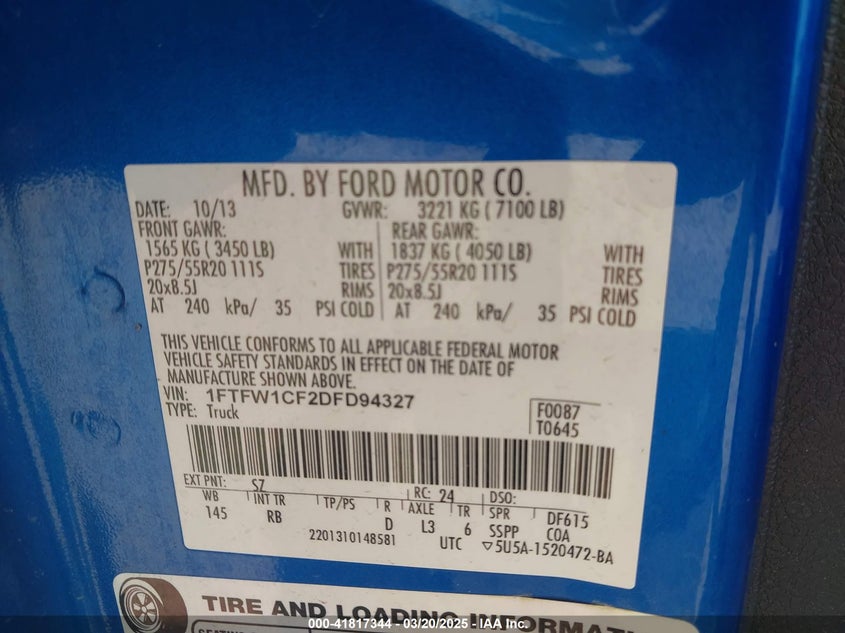 MFD. BY FORD MOTOR CO.
DATE: 10/13 GVWR: 3221 KG ( 7100 LB)
FRONT GAWR: REAR GAWR:
1565 KG ( 3450 LB) WITH 1837 KG ( 4050 LB) WITH
P275/55R20 111S TIRES P275/55R20 111S TIRES
20x8.5J RIMS 20x8.5J RIMS
AT 240 kPa/ 35 PSI COLD AT 240 kPa/ 35 PSI COLD
THIS VEHICLE CONFORMS TO ALL APPLICABLE FEDERAL MOTOR
VEHICLE SAFETY STANDARDS IN EFFECT ON THE DATE OF
MANUFACTURE SHOWN ABOVE.
VIN: 1FTFW1CF2DFD94327 F0087
TYPE: Truck T0645
EXT PNT: SZ RC: 24 DSO:
WB INT TR TP/PS R AXLE TR SPR DF615
145 RB D L3 6 SSPP COA
2201310148581 UTC ▽5U5A-1520472-BA
TIRE AND LOADING INFORMATI
000-41817344 - 03/20/2025 - IAA Inc.